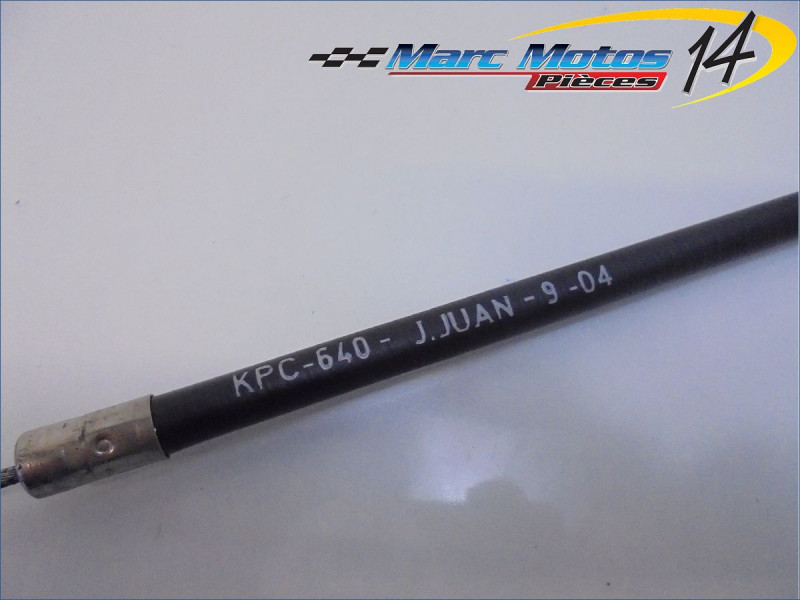 Marc Motos 14
Pièces
KPC-640 - J.JUAN - 9 -04